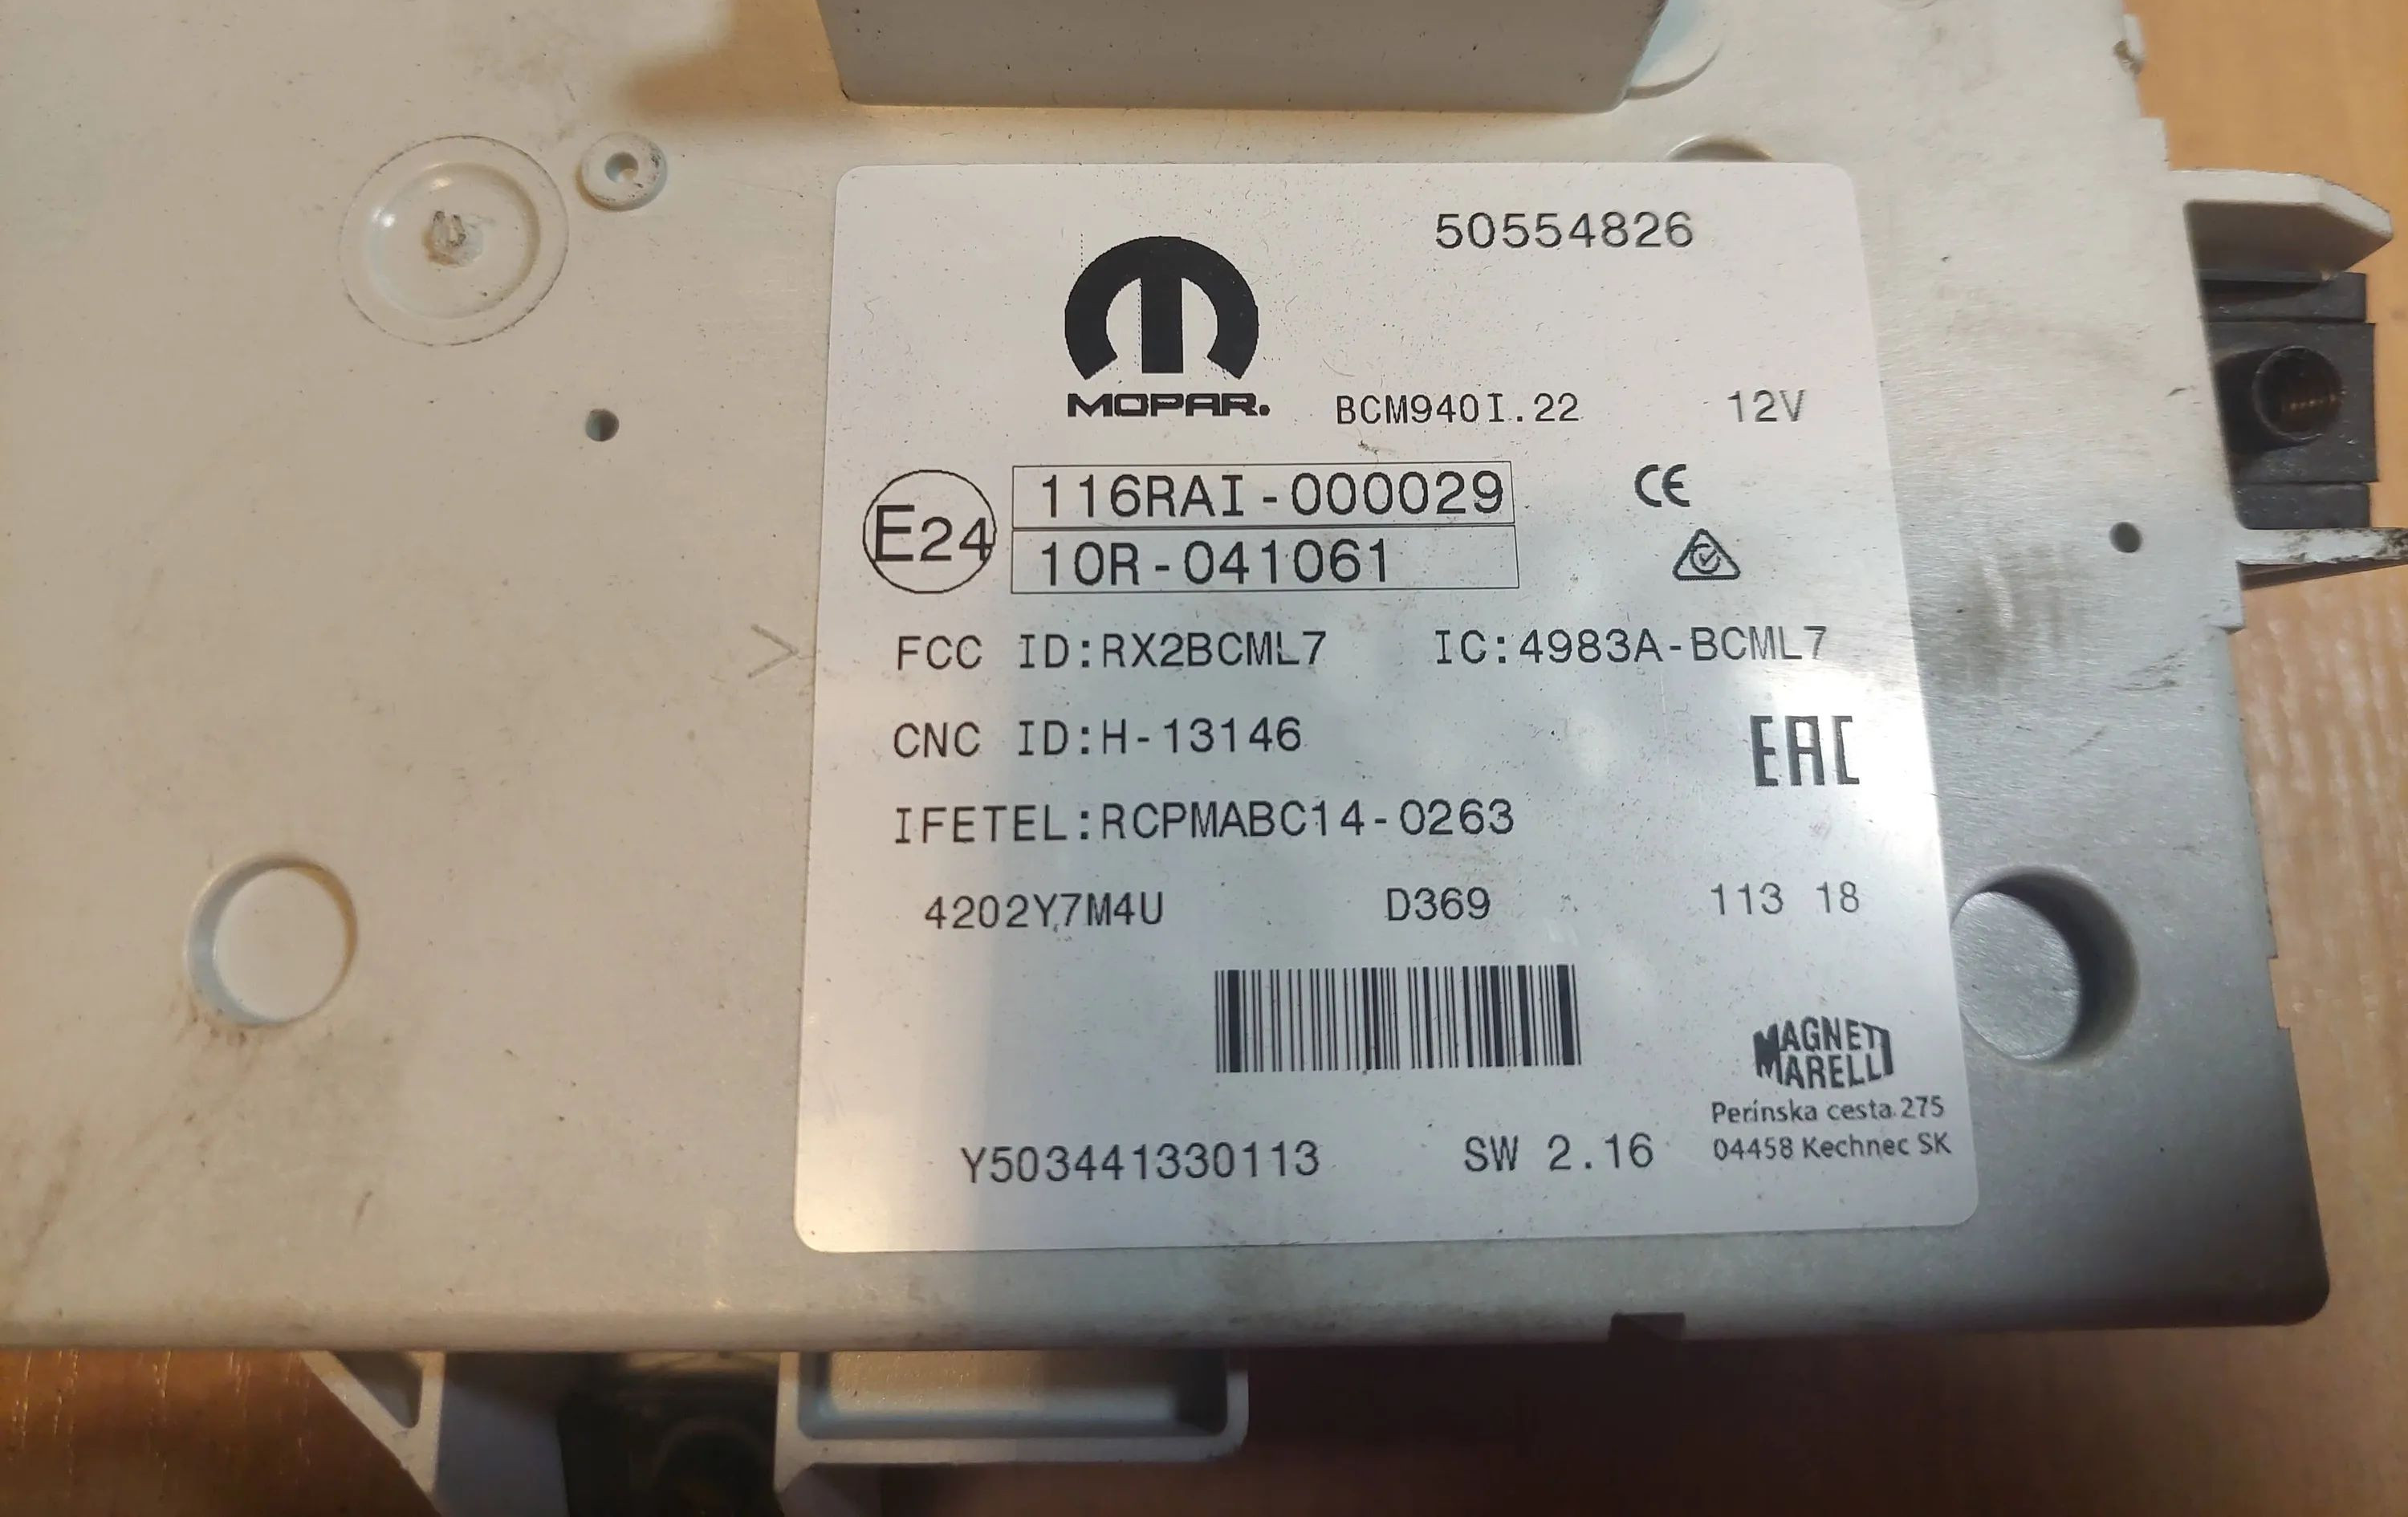 50554826
MOPAR.
BCM940I.22 12V
E24 116RAI-000029 CE
10R-041061
FCC ID:RX2BCML7 IC:4983A-BCML7
CNC ID:H-13146 EAC
IFETEL:RCPMABC14-0263
4202Y7M4U D369 113 18
MAGNETI
MARELLI
Perínska cesta 275
04458 Kechnec SK
Y503441330113 SW 2.16